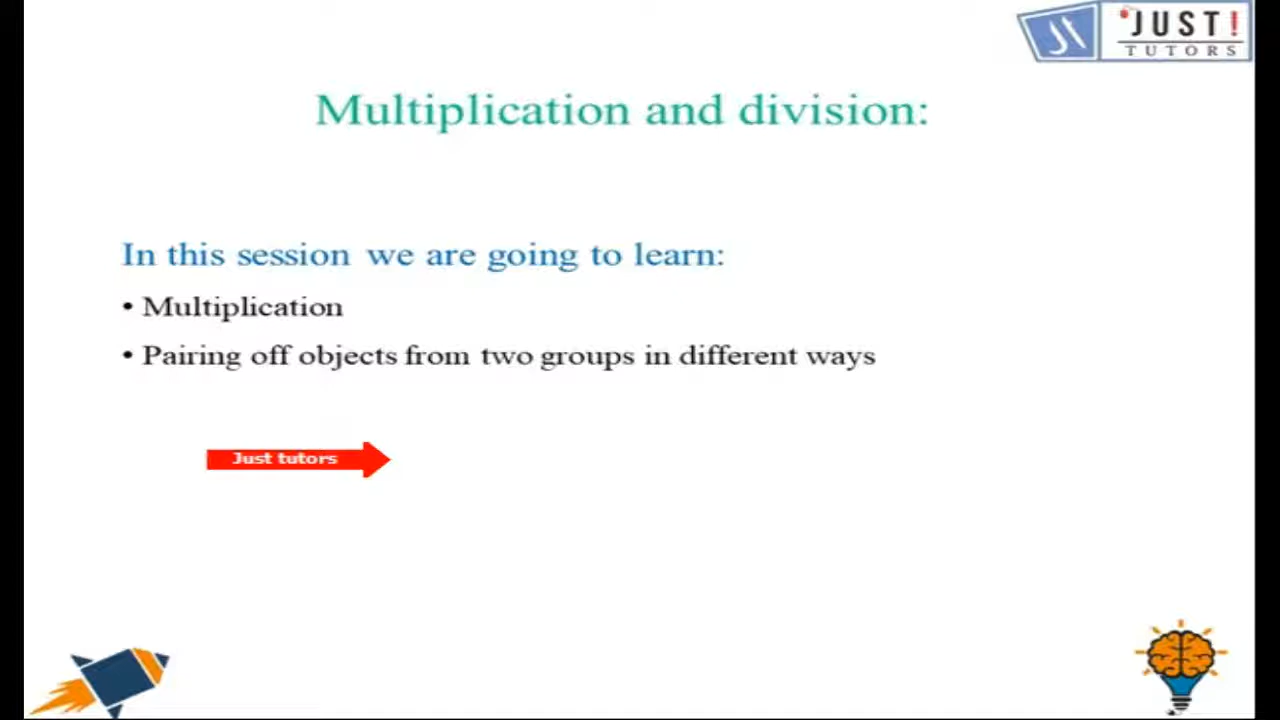 JUST!
TUTORS
Multiplication and division:
In this session we are going to learn:
• Multiplication
• Pairing off objects from two groups in different ways
Just tutors